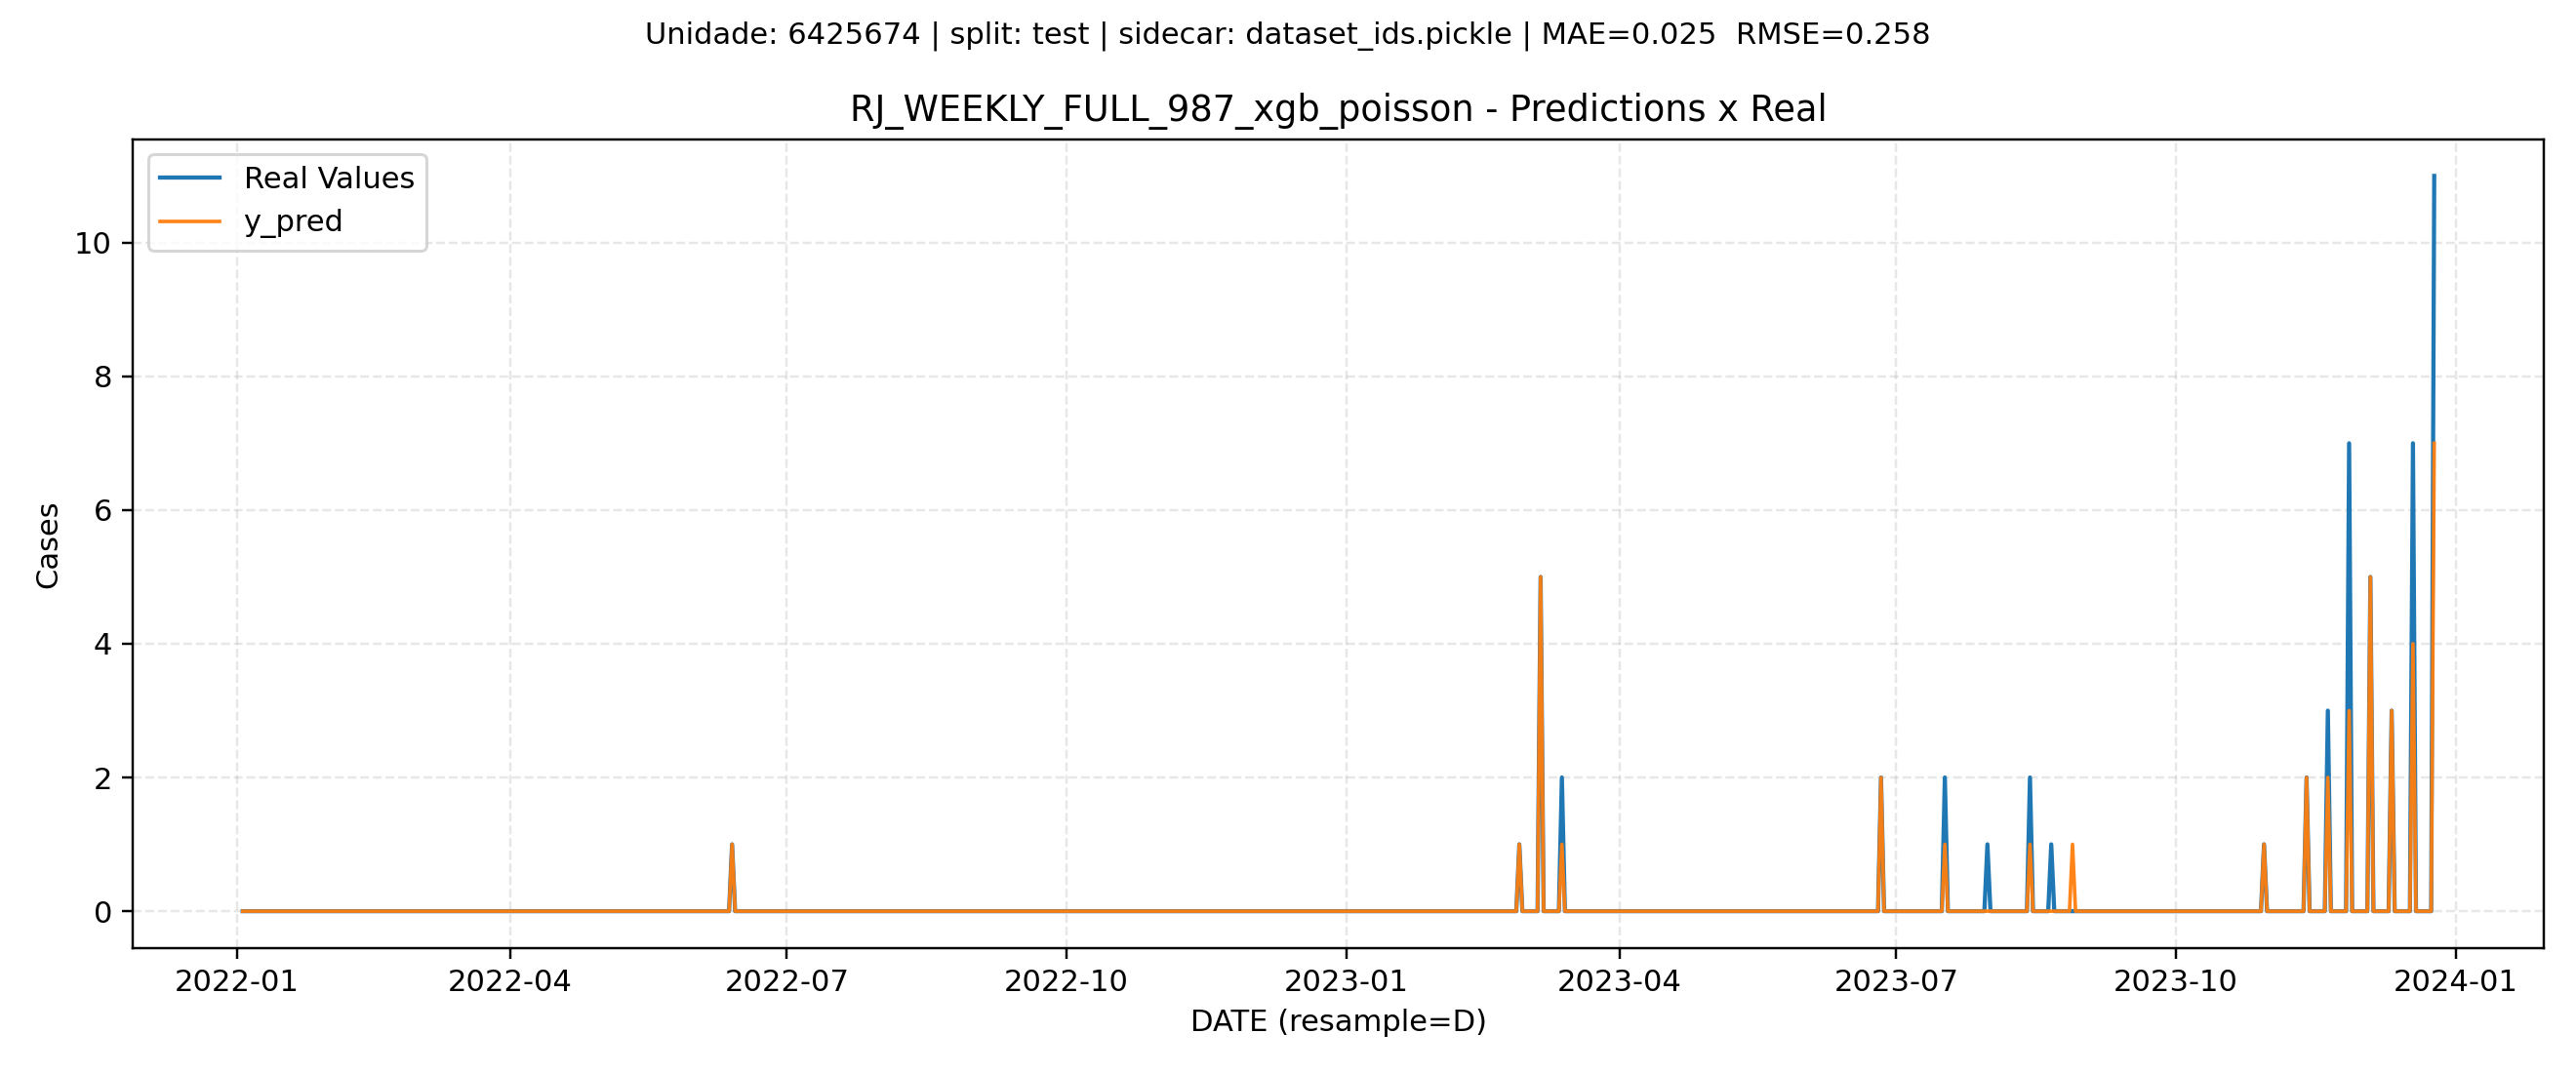 Unidade: 6425674 | split: test | sidecar: dataset_ids.pickle | MAE=0.025  RMSE=0.258
RJ_WEEKLY_FULL_987_xgb_poisson - Predictions x Real
Real Values
y_pred
10
8
6
4
2
0
Cases
2022-01
2022-04
2022-07
2022-10
2023-01
2023-04
2023-07
2023-10
2024-01
DATE (resample=D)